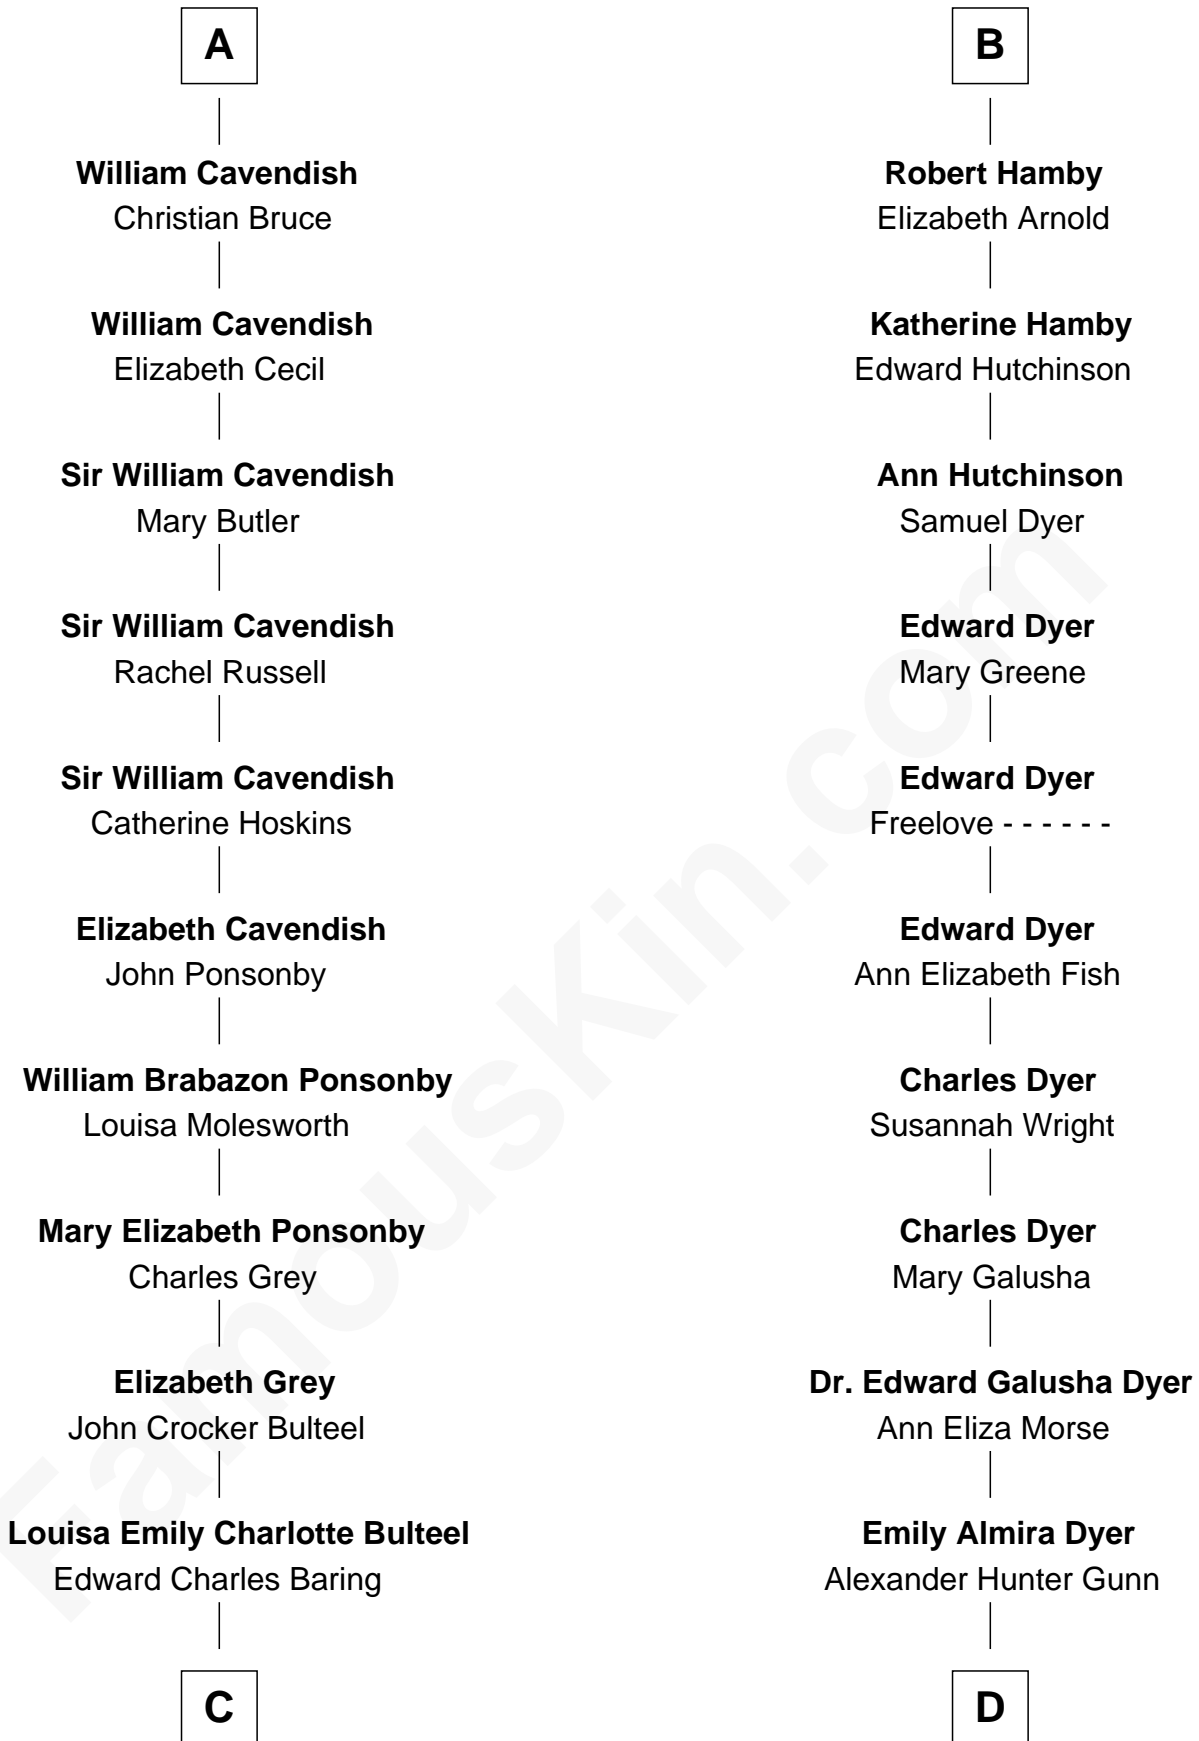 A
William Cavendish
Christian Bruce
William Cavendish
Elizabeth Cecil
Sir William Cavendish
Mary Butler
Sir William Cavendish
Rachel Russell
Sir William Cavendish
Catherine Hoskins
Elizabeth Cavendish
John Ponsonby
William Brabazon Ponsonby
Louisa Molesworth
Mary Elizabeth Ponsonby
Charles Grey
Elizabeth Grey
John Crocker Bulteel
Louisa Emily Charlotte Bulteel
Edward Charles Baring
C
B
Robert Hamby
Elizabeth Arnold
Katherine Hamby
Edward Hutchinson
Ann Hutchinson
Samuel Dyer
Edward Dyer
Mary Greene
Edward Dyer
Freelove - - - - - -
Edward Dyer
Ann Elizabeth Fish
Charles Dyer
Susannah Wright
Charles Dyer
Mary Galusha
Dr. Edward Galusha Dyer
Ann Eliza Morse
Emily Almira Dyer
Alexander Hunter Gunn
D
FamousKin.com